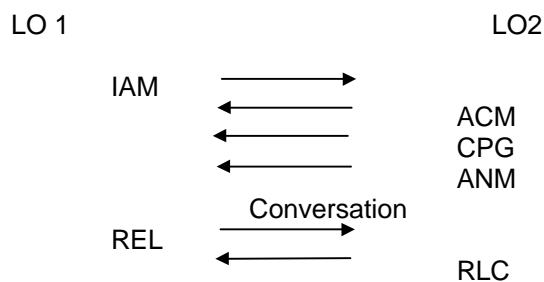 LO 1 LO2
IAM
ACM
CPG
ANM
Conversation
REL
RLC